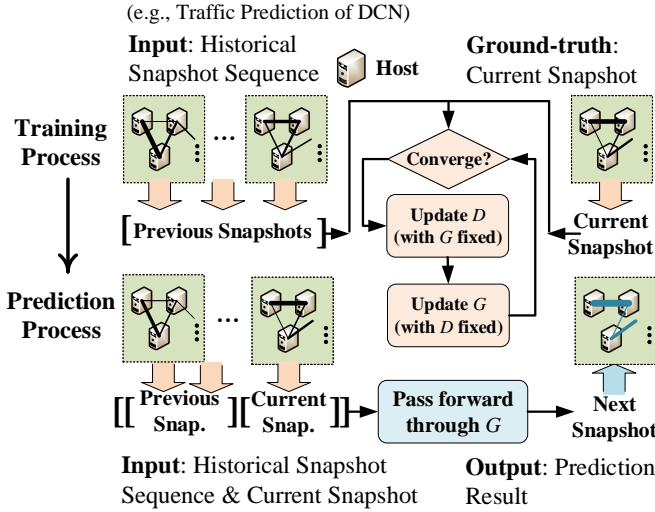 (e.g., Traffic Prediction of DCN)
Input: Historical
Snapshot Sequence
Host
Ground-truth:
Current Snapshot
Training
Process
...
Converge?
Update D
(with G fixed)
Update G
(with D fixed)
[Previous Snapshots]
Current
Snapshot
Prediction
Process
...
[[ Previous Snap. ][ Current Snap. ]]
Pass forward
through G
Next
Snapshot
Input: Historical Snapshot
Sequence & Current Snapshot
Output: Prediction
Result